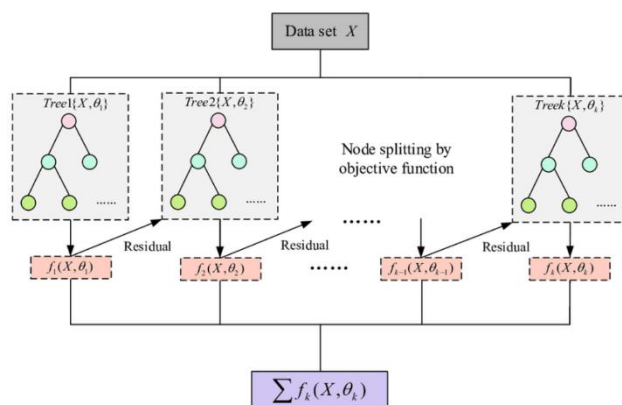 Data set X
Tree1{X,θ₁}
Tree2{X,θ₂}
Treek{X,θₖ}
Node splitting by
objective function
......
......
......
......
Residual
Residual
Residual
f₁(X,θ₁)
f₂(X,θ₂)
......
fₖ₋₁(X,θₖ₋₁)
fₖ(X,θₖ)
∑ fₖ(X,θₖ)